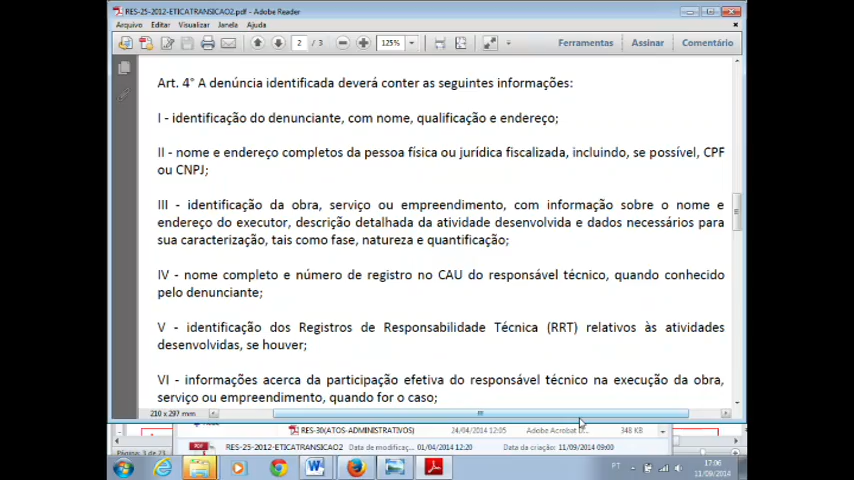 RES-25-2012-ETICATRANSICAO2.pdf - Adobe Reader
Arquivo Editar Visualizar Janela Ajuda
2 / 3 125% Ferramentas Assinar Comentário
Art. 4° A denúncia identificada deverá conter as seguintes informações:
I - identificação do denunciante, com nome, qualificação e endereço;
II - nome e endereço completos da pessoa física ou jurídica fiscalizada, incluindo, se possível, CPF
ou CNPJ;
III - identificação da obra, serviço ou empreendimento, com informação sobre o nome e
endereço do executor, descrição detalhada da atividade desenvolvida e dados necessários para
sua caracterização, tais como fase, natureza e quantificação;
IV - nome completo e número de registro no CAU do responsável técnico, quando conhecido
pelo denunciante;
V - identificação dos Registros de Responsabilidade Técnica (RRT) relativos às atividades
desenvolvidas, se houver;
VI - informações acerca da participação efetiva do responsável técnico na execução da obra,
serviço ou empreendimento, quando for o caso;
210 x 297 mm
RES-30(ATOS-ADMINISTRATIVOS) 24/04/2014 12:05 Adobe Acrobat D... 348 KB
RES-25-2012-ETICATRANSICAO2 Data de modificaç... 01/04/2014 12:20 Data da criação: 11/09/2014 09:00
Página: 3 de 23
PT 17:06
11/09/2014